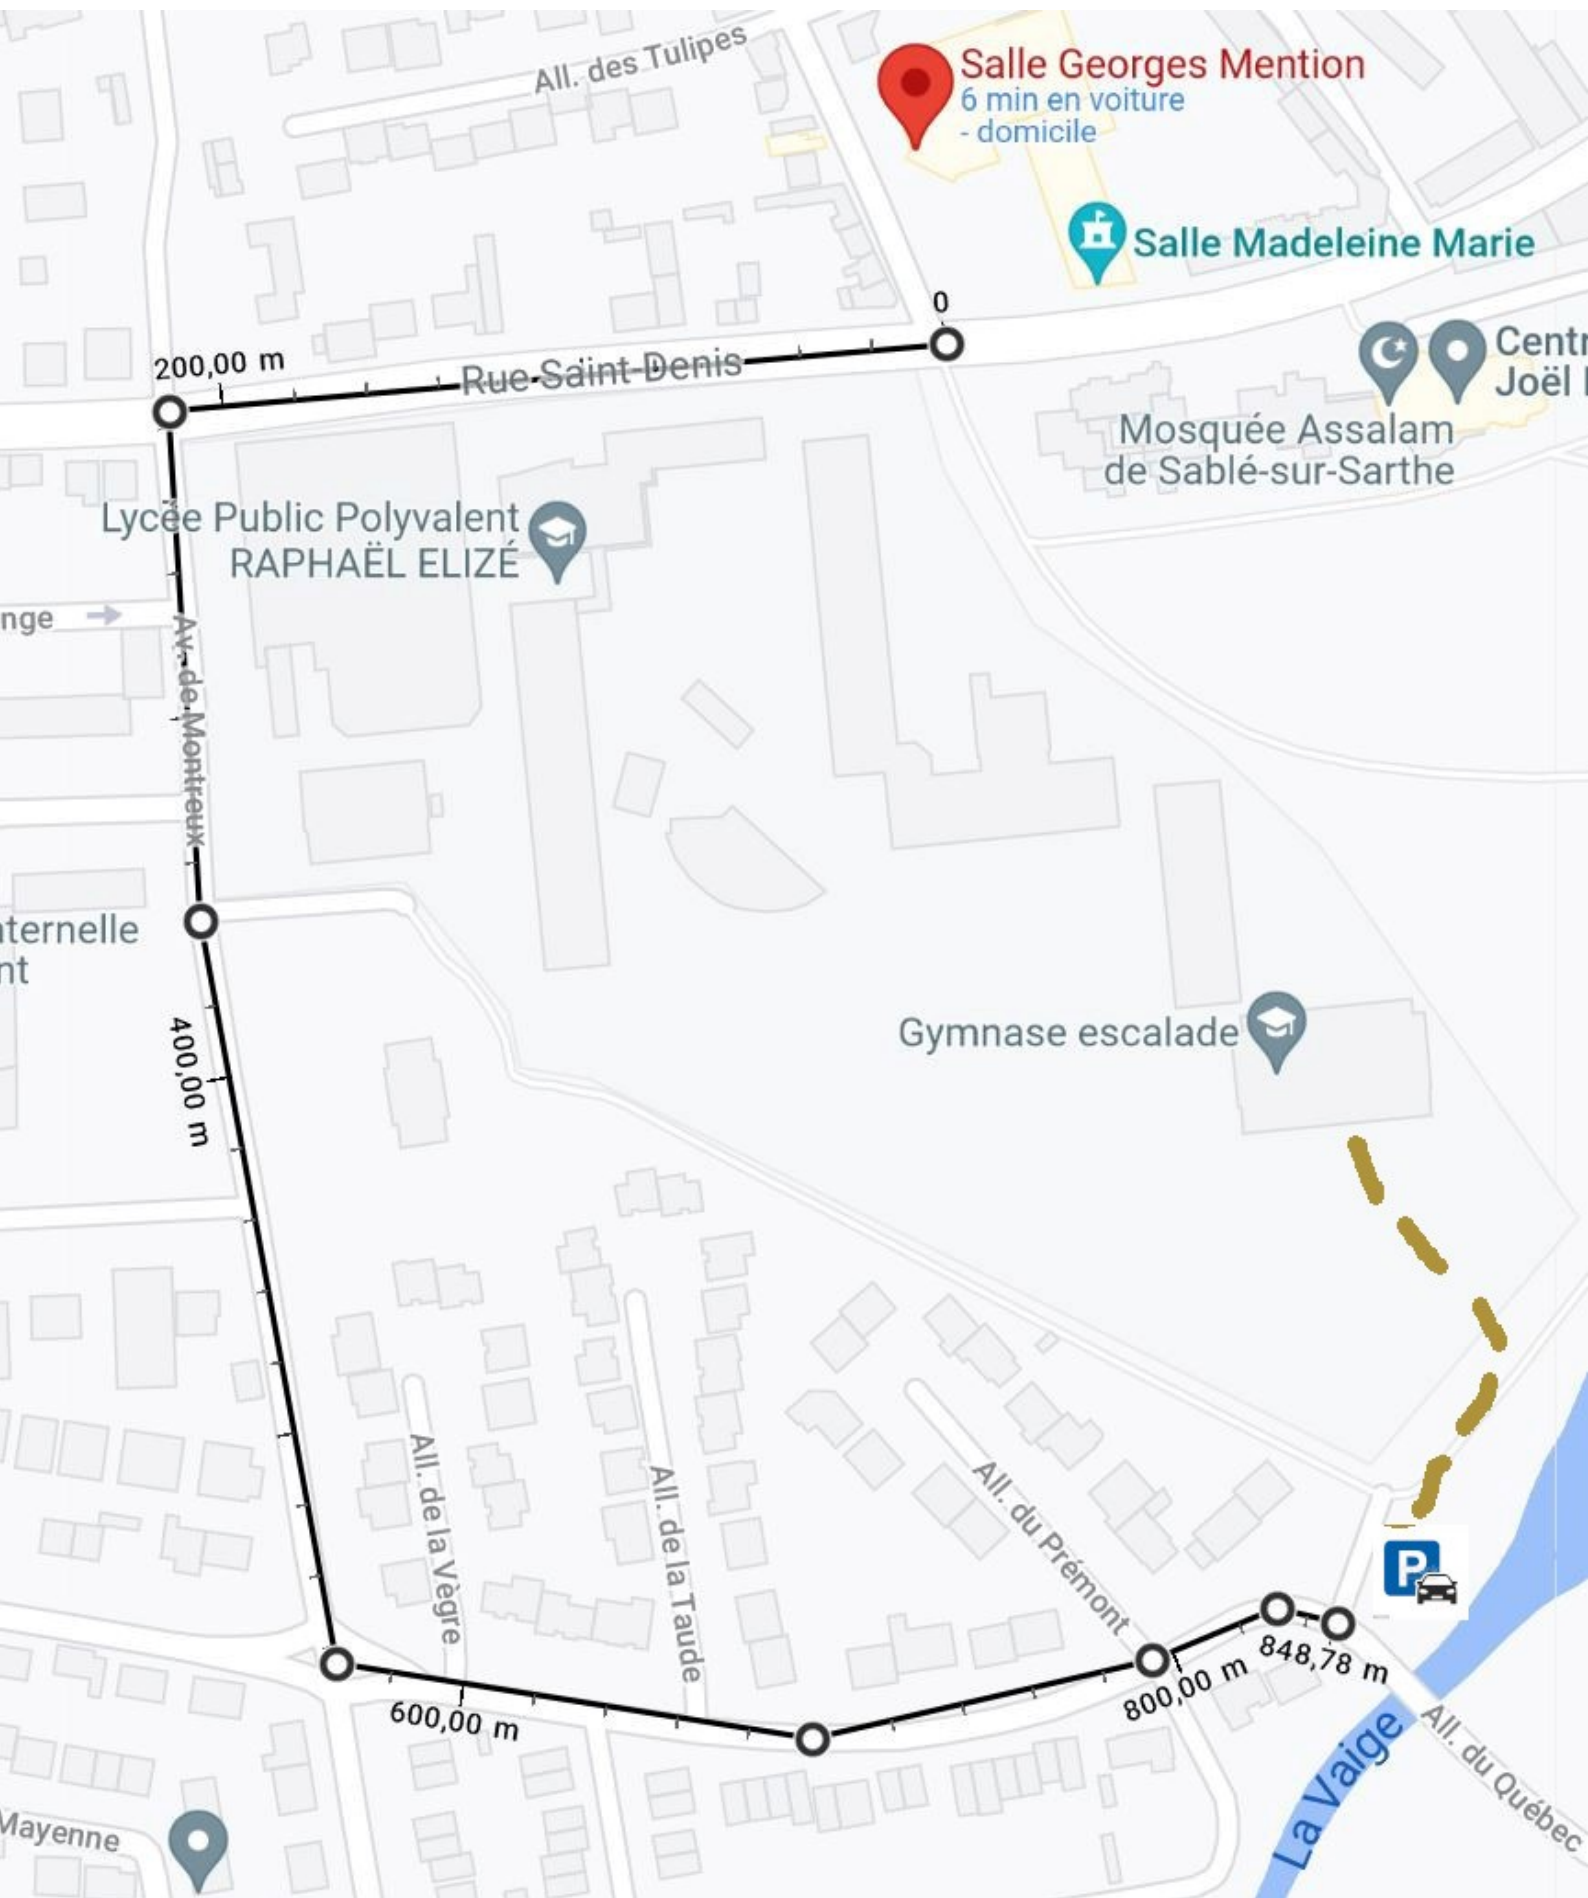 All. des Tulipes
Salle Georges Mention
6 min en voiture
- domicile
Salle Madeleine Marie
0
200,00 m
Rue Saint-Denis
Centr
Joël
Mosquée Assalam
de Sablé-sur-Sarthe
Lycée Public Polyvalent
RAPHAËL ELIZÉ
nge
Av. de Montreux
aternelle
nt
400,00 m
Gymnase escalade
All. de la Vègre
All. de la Taude
All. du Prémont
P
600,00 m
800,00 m
848,78 m
La Vaige
All. du Québec
Mayenne